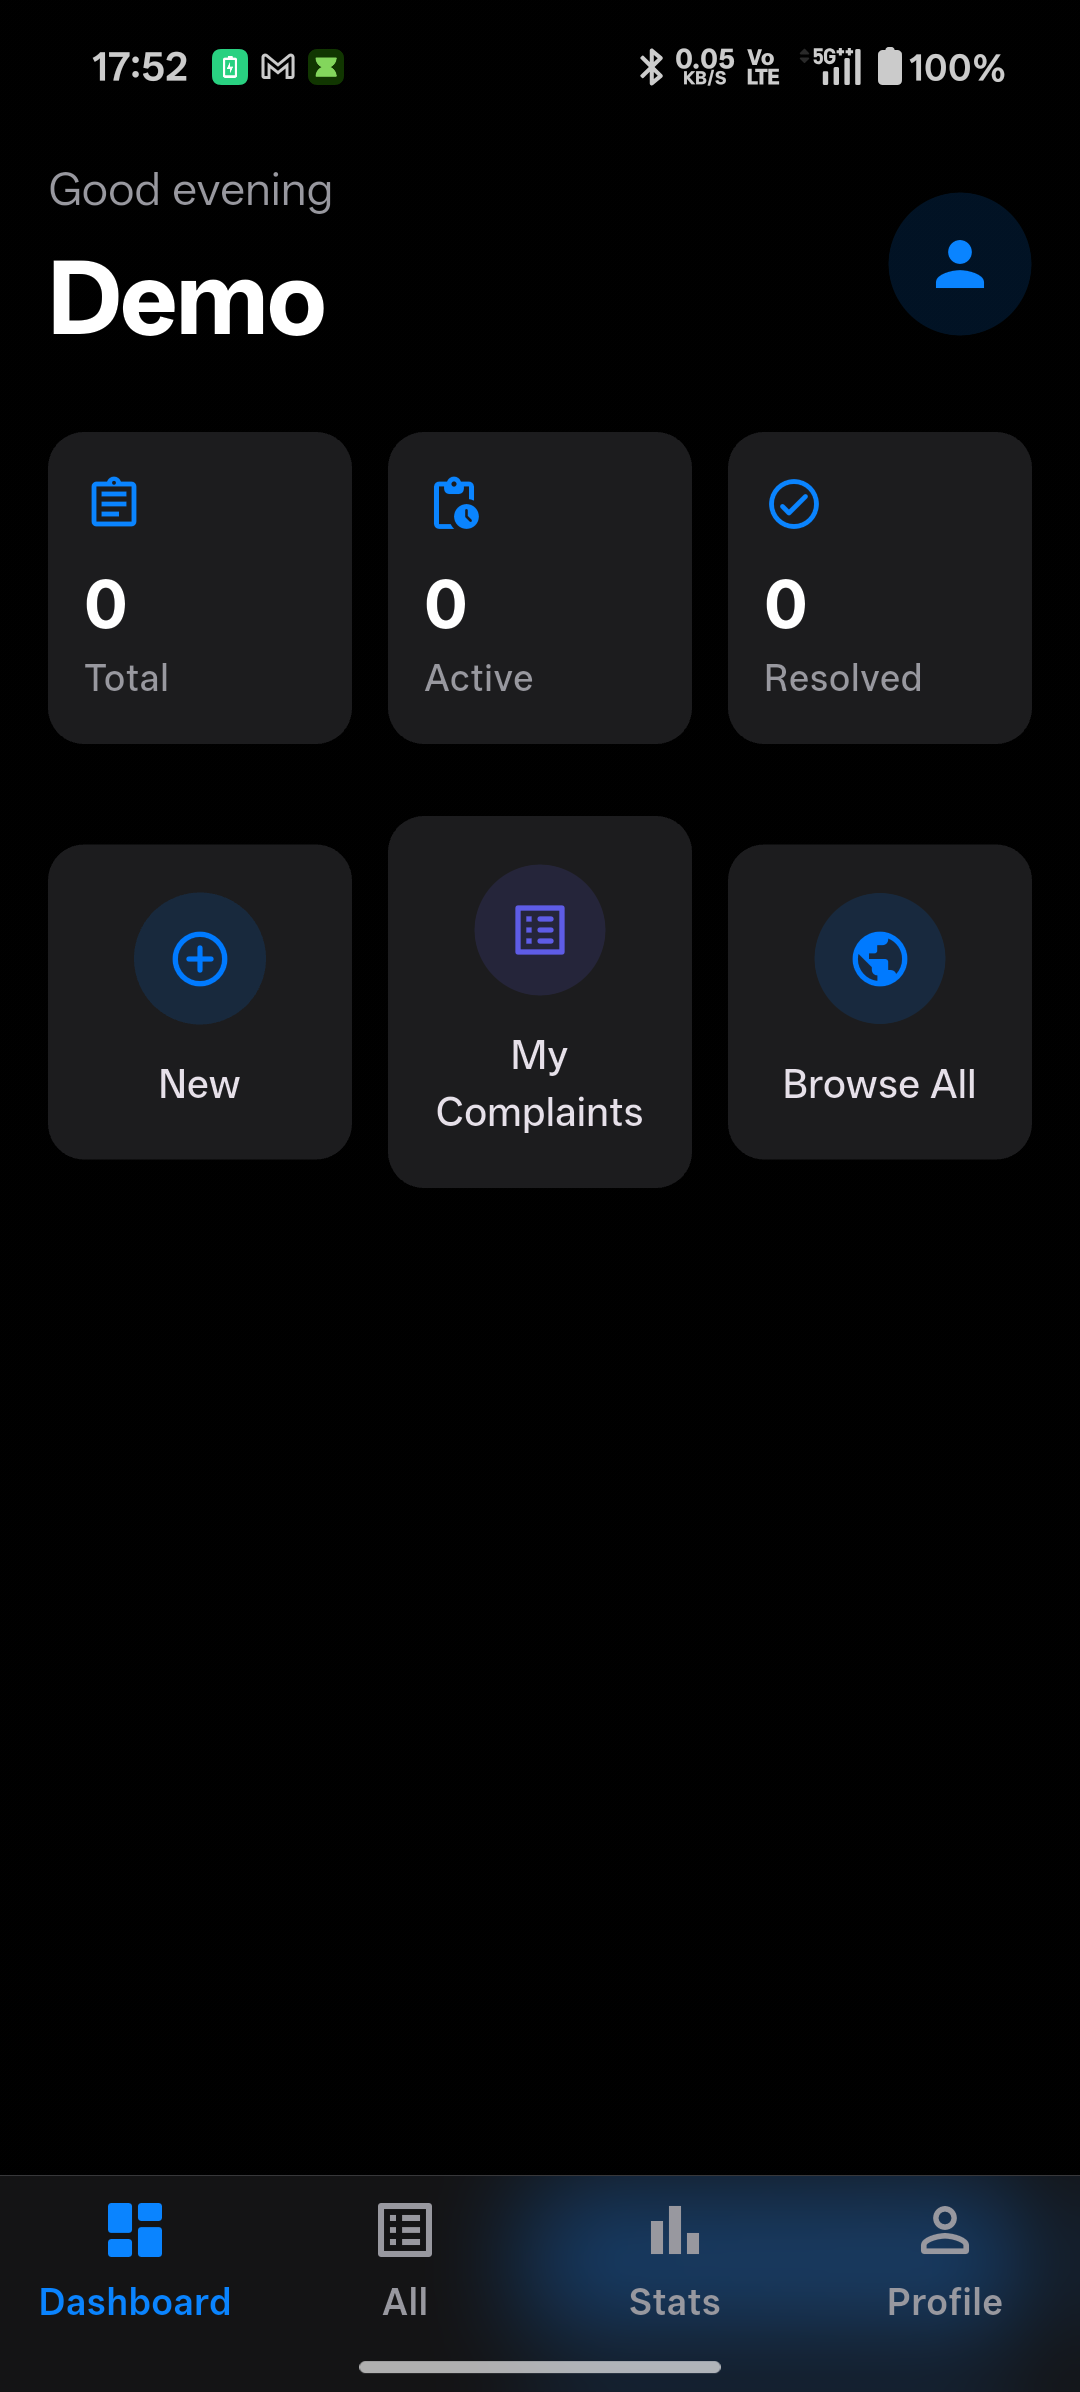 17:52 0.05 KB/S Vo LTE 5G++ 100%
Good evening
Demo
0 0 0
Total Active Resolved
New My Complaints Browse All
Dashboard All Stats Profile